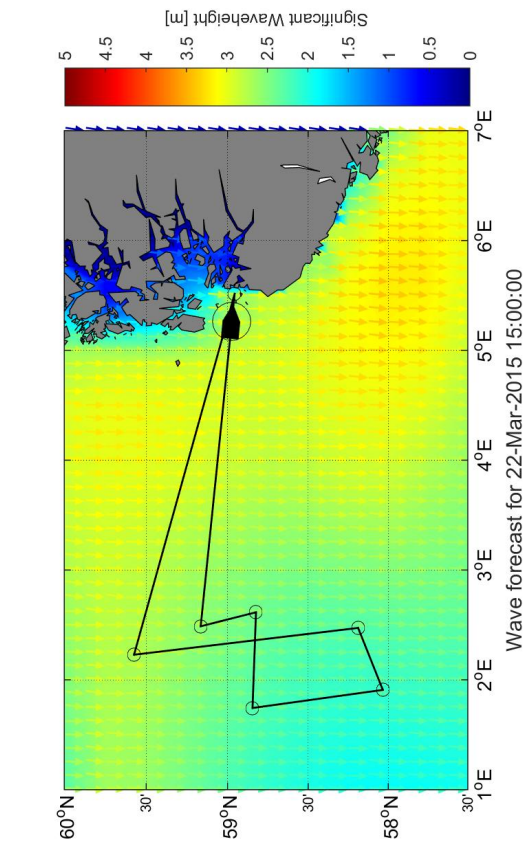 Significant Waveheight [m]
5
4.5
4
3.5
3
2.5
2
1.5
1
0.5
0
60°N
30'
59°N
30'
58°N
30'
1°E
2°E
3°E
4°E
5°E
6°E
7°E
Wave forecast for 22-Mar-2015 15:00:00